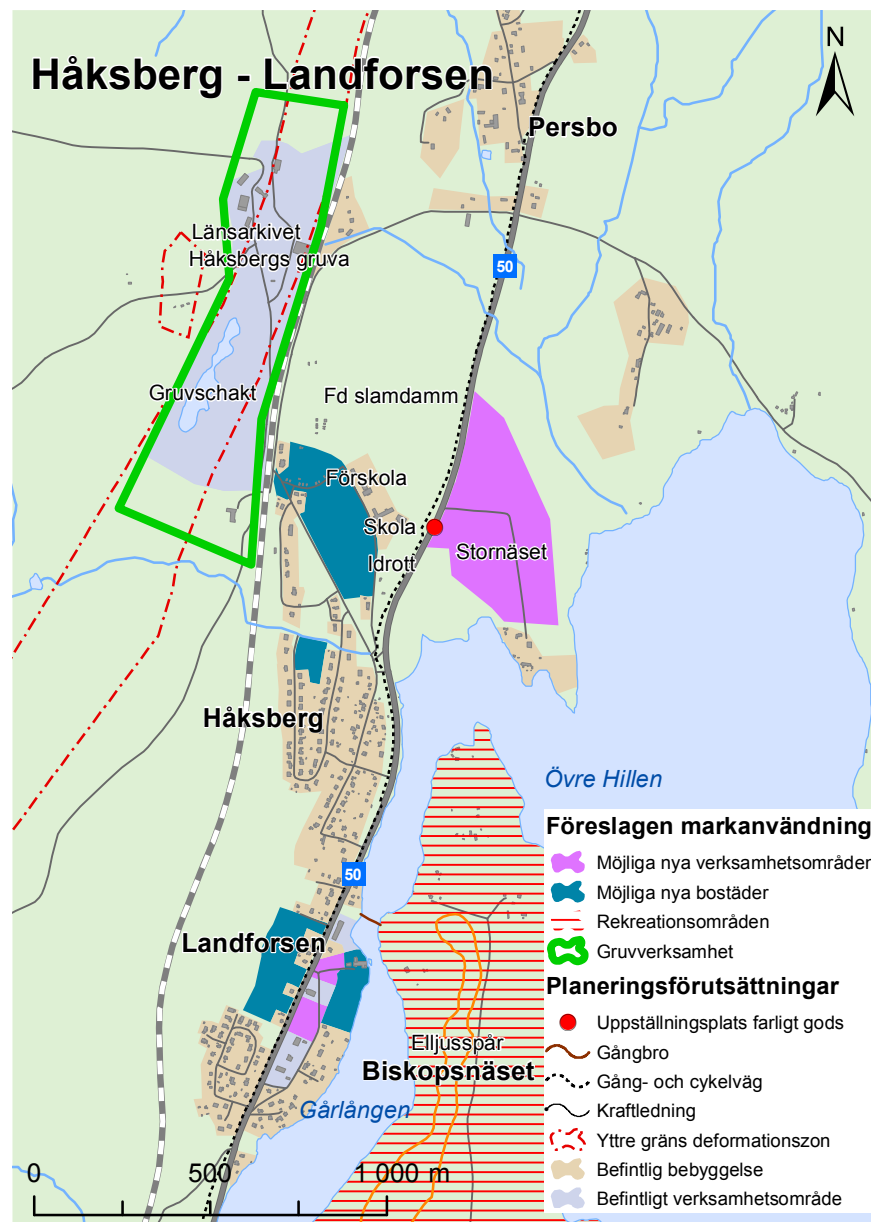 Håksberg - Landforsen
N
Persbo
Länsarkivet
Håksbergs gruva
50
Gruvschakt
Fd slamdamm
Förskola
Skola
Stornäset
Idrott
Håksberg
Övre Hillen
Föreslagen markanvändning
Möjliga nya verksamhetsområden
Möjliga nya bostäder
Rekreationsområden
Gruvverksamhet
Planeringsförutsättningar
Uppställningsplats farligt gods
Gångbro
Gång- och cykelväg
Kraftledning
Yttre gräns deformationszon
Befintlig bebyggelse
Befintligt verksamhetsområde
50
Landforsen
Elljusspår
Biskopsnäset
Gårlången
0 500 1 000 m